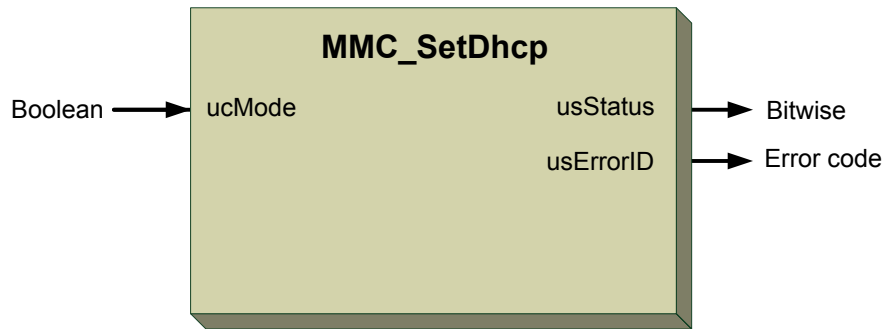 MMC_SetDhcp
Boolean ucMode usStatus Bitwise
usErrorID Error code